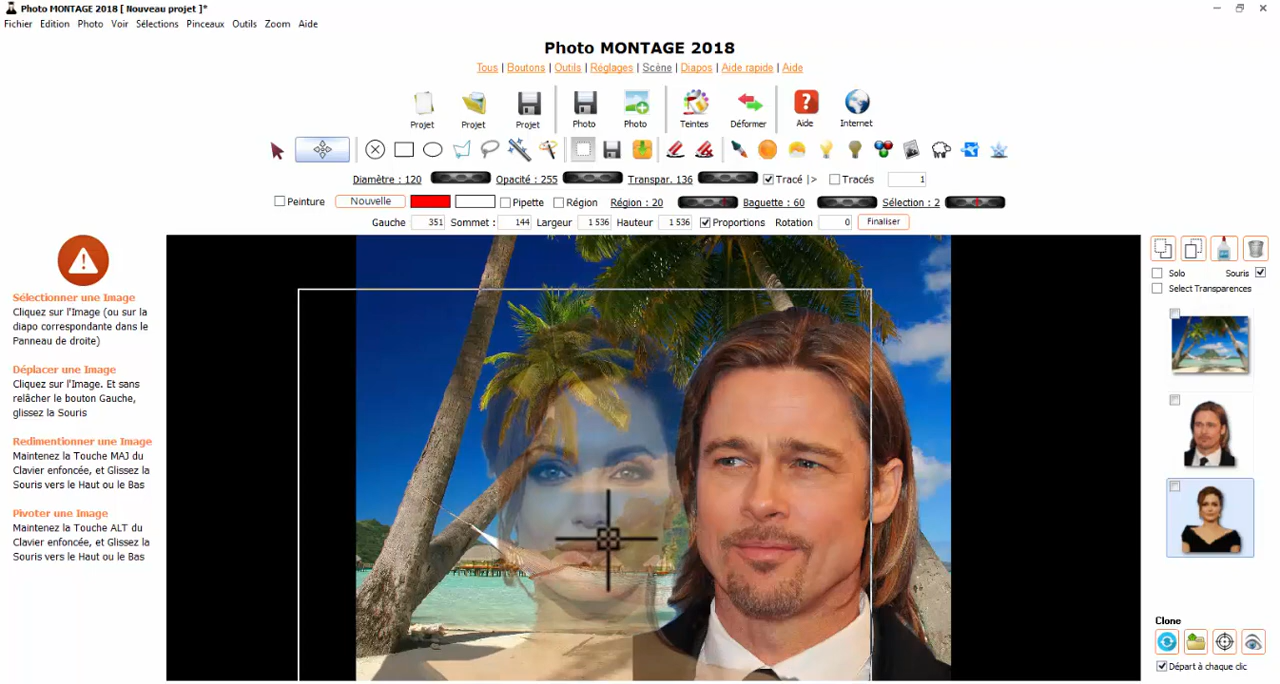 Photo MONTAGE 2018 [ Nouveau projet ]*
Fichier Edition Photo Voir Sélections Pinceaux Outils Zoom Aide
Photo MONTAGE 2018
Tous | Boutons | Outils | Réglages | Scène | Diapos | Aide rapide | Aide
Projet Projet Projet Photo Photo Teintes Déformer Aide Internet
Diamètre : 120 Opacité : 255 Transpar. 136 Tracé |> Tracés 1
Peinture Nouvelle Pipette Région Région : 20 Baguette : 60 Sélection : 2
Gauche 351 Sommet : 144 Largeur 1 536 Hauteur 1 536 Proportions Rotation 0 Finaliser
Sélectionner une Image
Cliquez sur l'Image (ou sur la
diapo correspondante dans le
Panneau de droite)
Déplacer une Image
Cliquez sur l'Image. Et sans
relâcher le bouton Gauche,
glissez la Souris
Redimentionner une Image
Maintenez la Touche MAJ du
Clavier enfoncée, et Glissez la
Souris vers le Haut ou le Bas
Pivoter une Image
Maintenez la Touche ALT du
Clavier enfoncée, et Glissez la
Souris vers le Haut ou le Bas
Solo Souris
Select Transparences
Clone
Départ à chaque clic